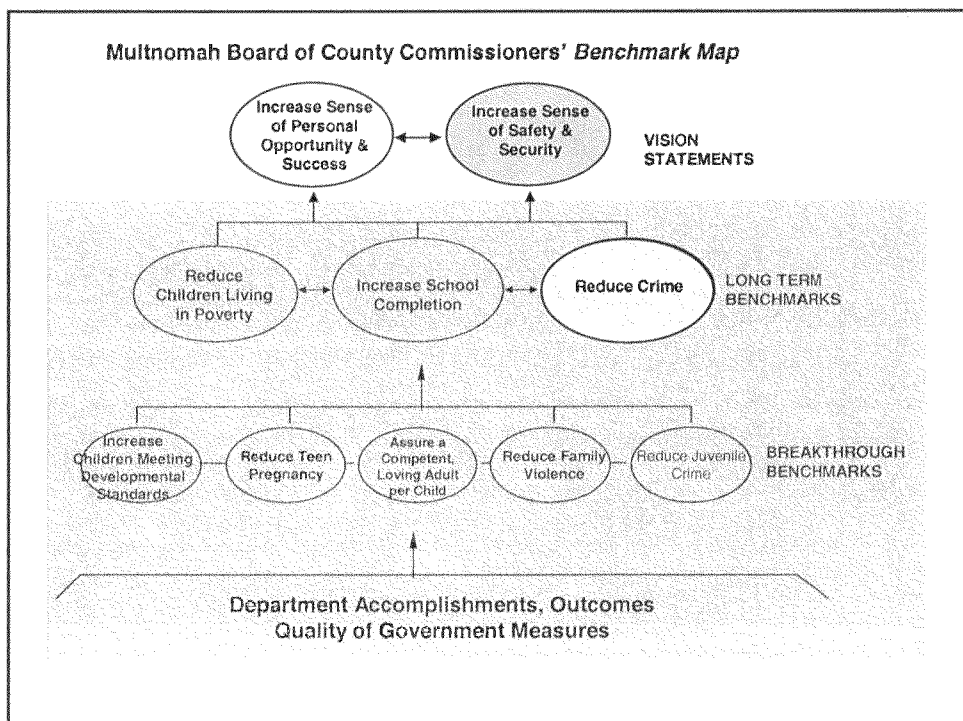 Multnomah Board of County Commissioners' Benchmark Map
Increase Sense
of Personal
Opportunity &
Success
Increase Sense
of Safety &
Security
VISION
STATEMENTS
Reduce
Children Living
in Poverty
Increase School
Completion
Reduce Crime
LONG TERM
BENCHMARKS
Increase
Children Meeting
Developmental
Standards
Reduce Teen
Pregnancy
Assure a
Competent,
Loving Adult
per Child
Reduce Family
Violence
Reduce Juvenile
Crime
BREAKTHROUGH
BENCHMARKS
Department Accomplishments, Outcomes
Quality of Government Measures